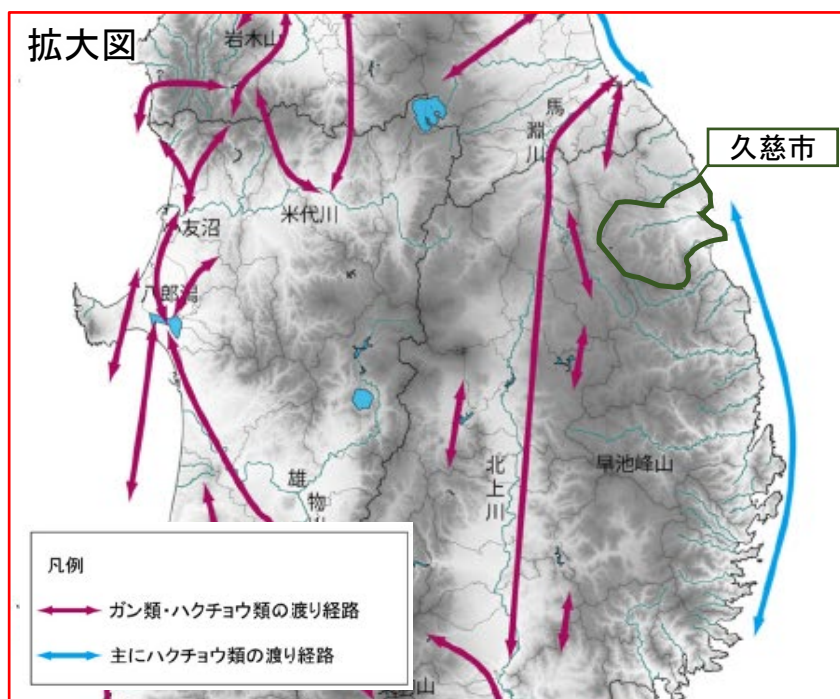 拡大図
岩木山
馬淵川
久慈市
米代川
友沼
八郎潟
早池峰山
北上川
雄物川
凡例
ガン類・ハクチョウ類の渡り経路
主にハクチョウ類の渡り経路